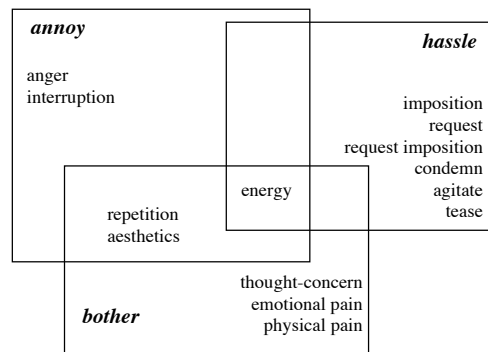 annoy
hassle
anger
interruption
imposition
request
request imposition
condemn
agitate
tease
energy
repetition
aesthetics
thought-concern
emotional pain
physical pain
bother